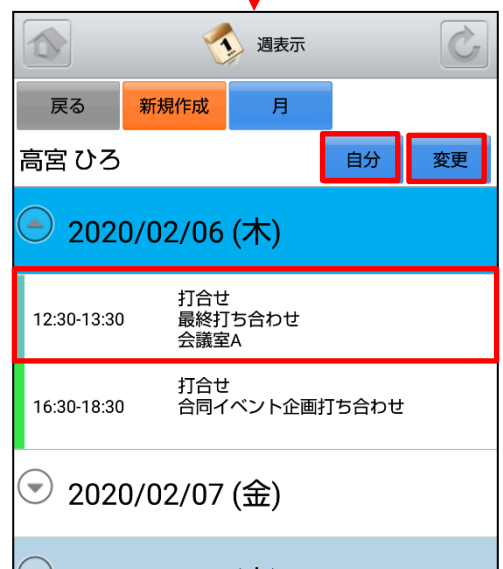 1
週表示
戻る 新規作成 月
高宮 ひろ 自分 変更
2020/02/06 (木)
12:30-13:30
打合せ
最終打ち合わせ
会議室A
16:30-18:30
打合せ
合同イベント企画打ち合わせ
2020/02/07 (金)